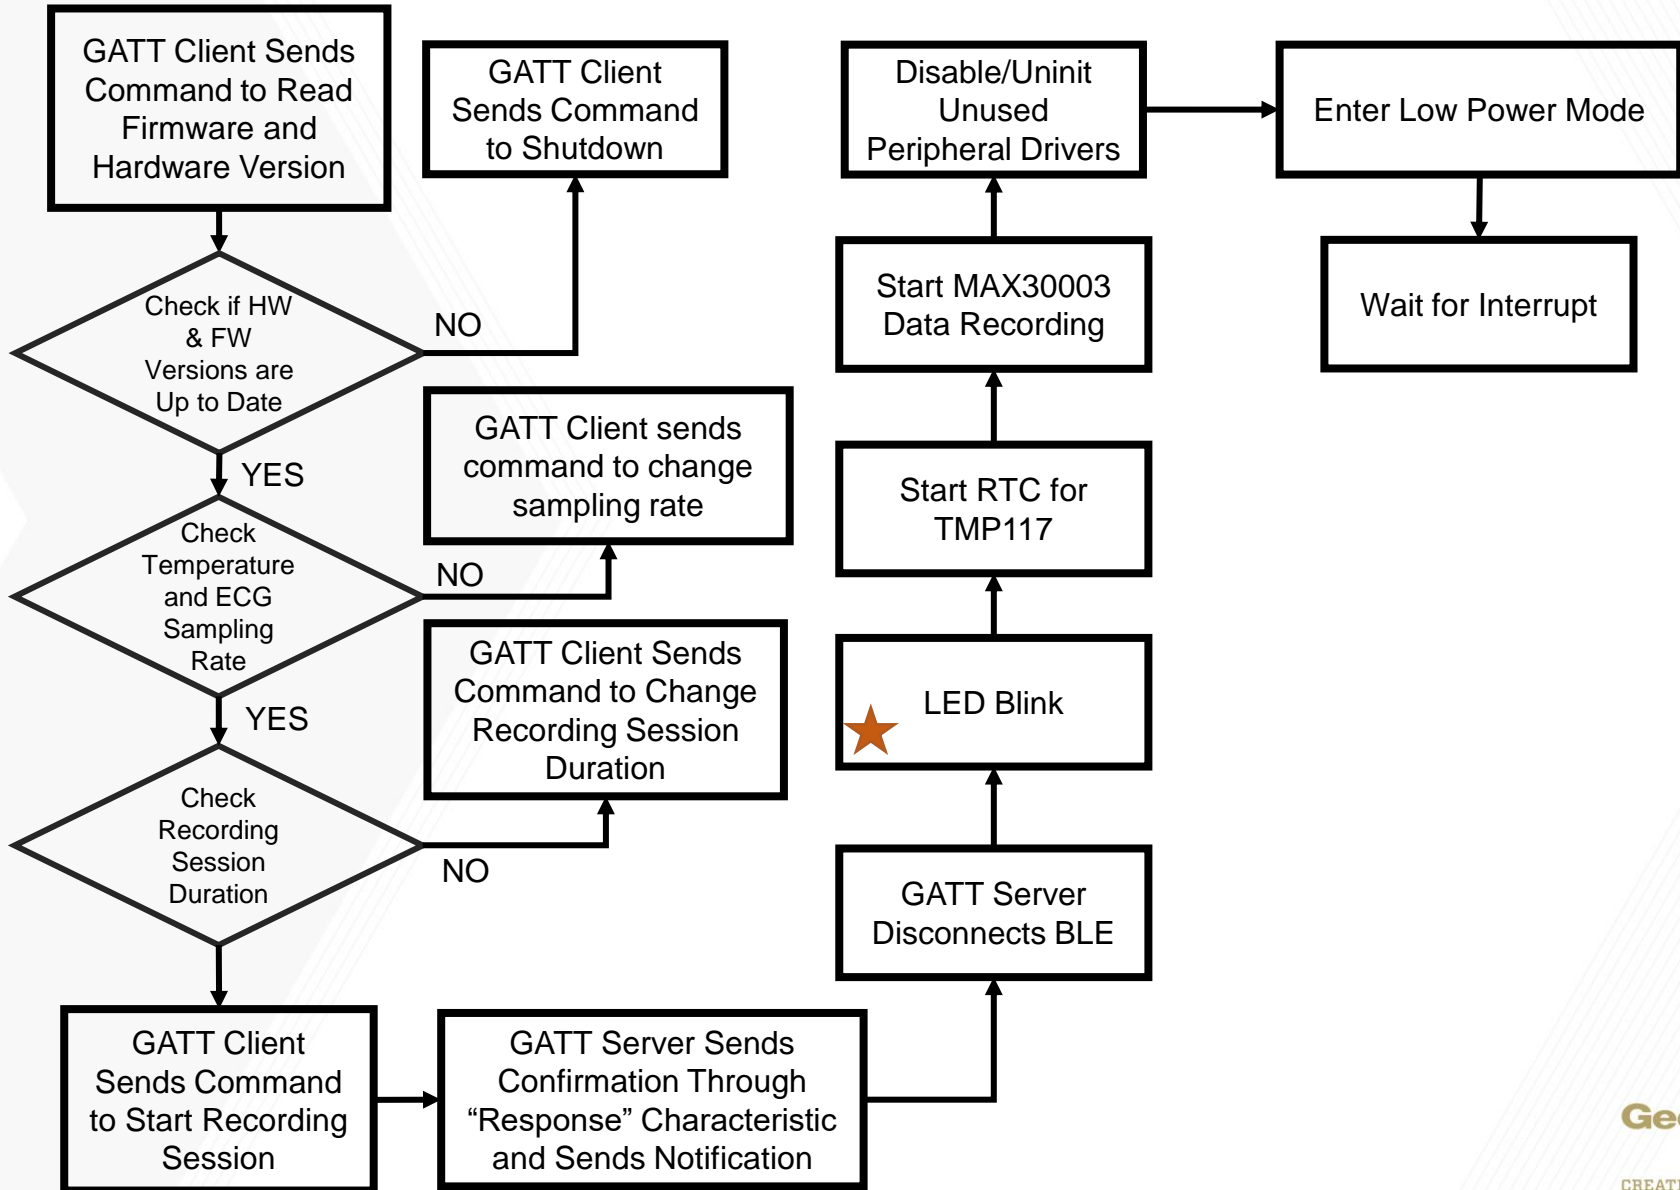 GATT Client Sends
Command to Read
Firmware and
Hardware Version
GATT Client
Sends Command
to Shutdown
Disable/Uninit
Unused
Peripheral Drivers
Enter Low Power Mode
Check if HW
& FW
Versions are
Up to Date
NO
Start MAX30003
Data Recording
Wait for Interrupt
YES
GATT Client sends
command to change
sampling rate
Start RTC for
TMP117
Check
Temperature
and ECG
Sampling
Rate
NO
YES
GATT Client Sends
Command to Change
Recording Session
Duration
LED Blink
Check
Recording
Session
Duration
NO
GATT Server
Disconnects BLE
GATT Client
Sends Command
to Start Recording
Session
GATT Server Sends
Confirmation Through
“Response” Characteristic
and Sends Notification